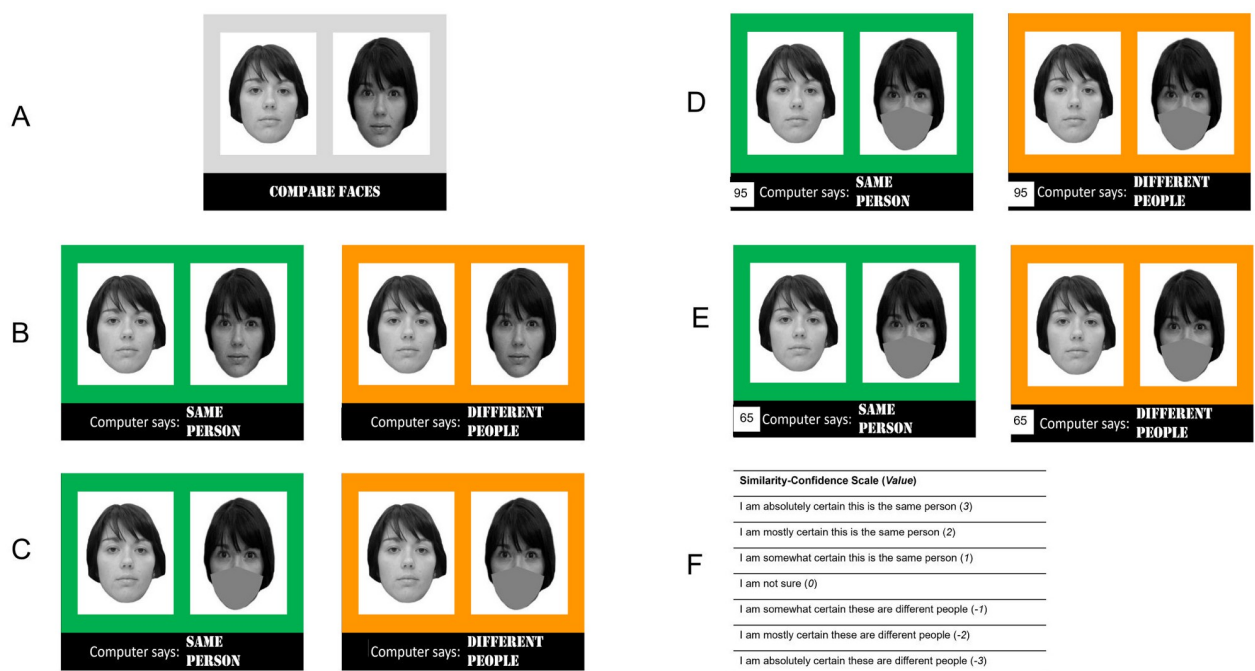 A
COMPARE FACES
B
Computer says: SAME
PERSON
Computer says: DIFFERENT
PEOPLE
C
Computer says: SAME
PERSON
Computer says: DIFFERENT
PEOPLE
D
95 Computer says: SAME
PERSON
95 Computer says: DIFFERENT
PEOPLE
E
65 Computer says: SAME
PERSON
65 Computer says: DIFFERENT
PEOPLE
F
Similarity-Confidence Scale (Value)
I am absolutely certain this is the same person (3)
I am mostly certain this is the same person (2)
I am somewhat certain this is the same person (1)
I am not sure (0)
I am somewhat certain these are different people (-1)
I am mostly certain these are different people (-2)
I am absolutely certain these are different people (-3)